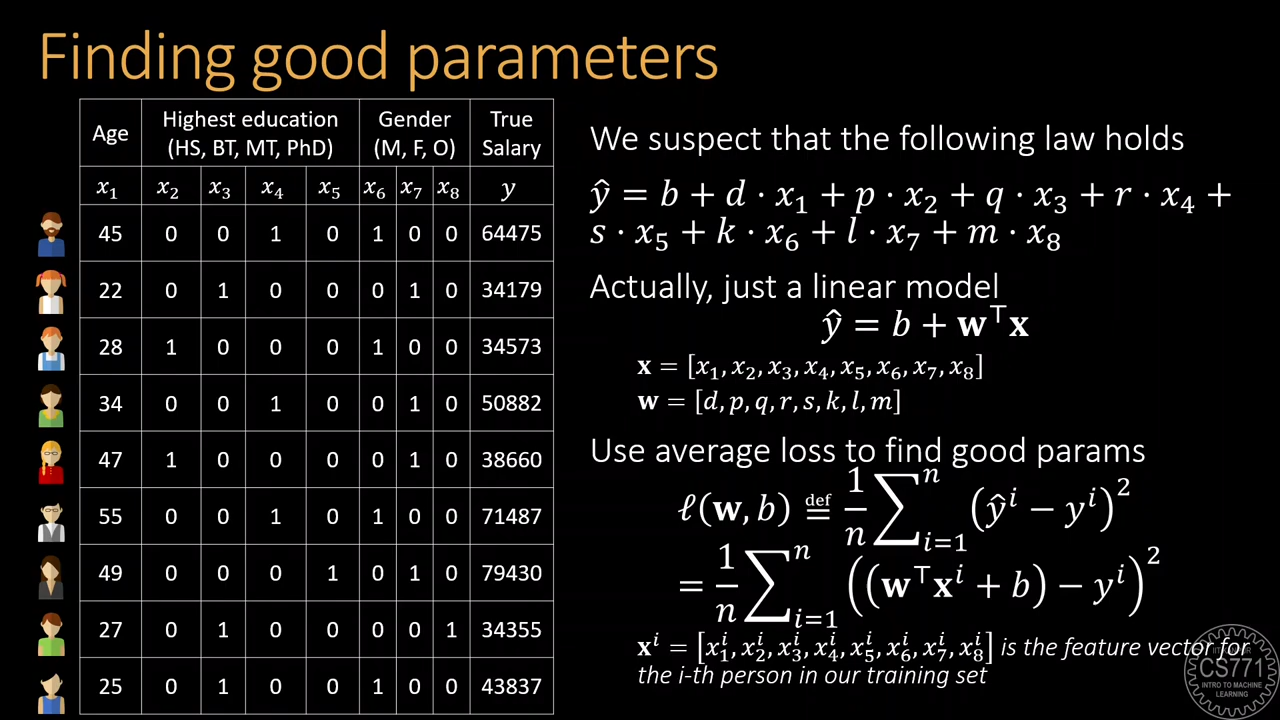 Finding good parameters
Age Highest education (HS, BT, MT, PhD) Gender (M, F, O) True Salary
x₁ x₂ x₃ x₄ x₅ x₆ x₇ x₈ y
45 0 0 1 0 1 0 0 64475
22 0 1 0 0 0 1 0 34179
28 1 0 0 0 1 0 0 34573
34 0 0 1 0 0 1 0 50882
47 1 0 0 0 0 1 0 38660
55 0 0 1 0 1 0 0 71487
49 0 0 0 1 0 1 0 79430
27 0 1 0 0 0 0 1 34355
25 0 1 0 0 1 0 0 43837
We suspect that the following law holds
ŷ = b + d · x₁ + p · x₂ + q · x₃ + r · x₄ +
s · x₅ + k · x₆ + l · x₇ + m · x₈
Actually, just a linear model
ŷ = b + w⊤x
x = [x₁, x₂, x₃, x₄, x₅, x₆, x₇, x₈]
w = [d, p, q, r, s, k, l, m]
Use average loss to find good params
ℓ(w, b) ≝ 1/n ∑ⁿᵢ₌₁ (ŷⁱ − yⁱ)²
= 1/n ∑ⁿᵢ₌₁ ((w⊤xⁱ + b) − yⁱ)²
xⁱ = [x₁ⁱ, x₂ⁱ, x₃ⁱ, x₄ⁱ, x₅ⁱ, x₆ⁱ, x₇ⁱ, x₈ⁱ] is the feature vector for
the i-th person in our training set
CS771
INTRO TO MACHINE
LEARNING